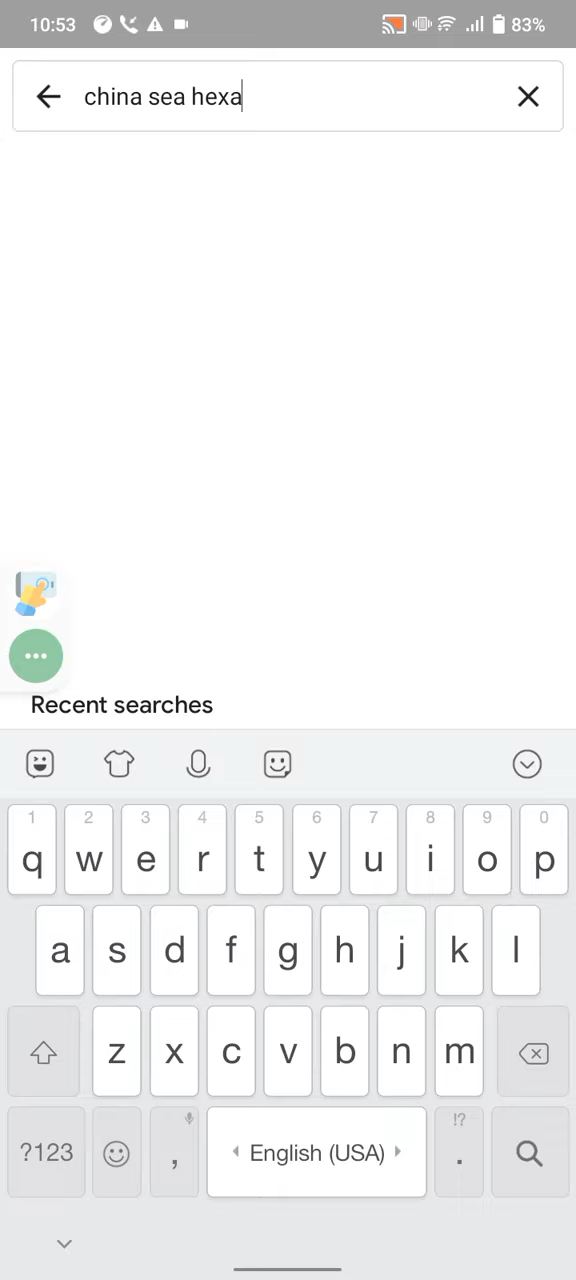 10:53
83%
china sea hexa
Recent searches
1 2 3 4 5 6 7 8 9 0
q w e r t y u i o p
a s d f g h j k l
z x c v b n m
!?
?123 , English (USA) .